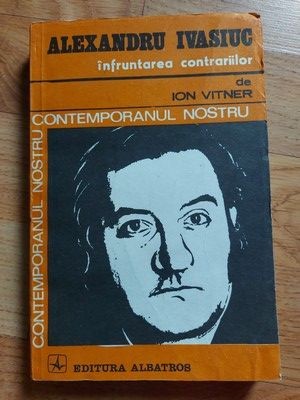 ALEXANDRU IVASIUC
înfruntarea contrariilor
de
ION VITNER
CONTEMPORANUL NOSTRU
CONTEMPORANUL NOSTRU
EDITURA ALBATROS